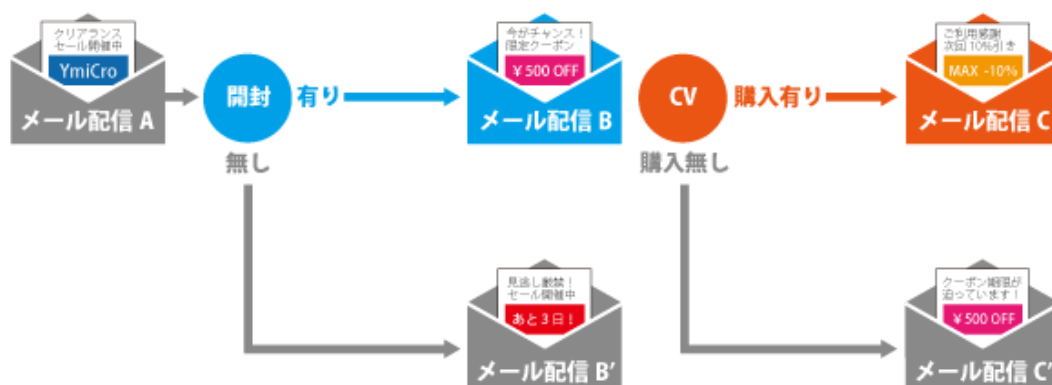 クリアランス
セール開催中
YmiCro
メール配信 A
開封
有り
無し
今がチャンス！
限定クーポン
￥500 OFF
メール配信 B
CV
購入有り
購入無し
ご利用感謝
次回10%引き
MAX -10%
メール配信 C
見逃し厳禁！
セール開催中
あと3日！
メール配信 B'
クーポン期限が
迫っています！
￥500 OFF
メール配信 C'